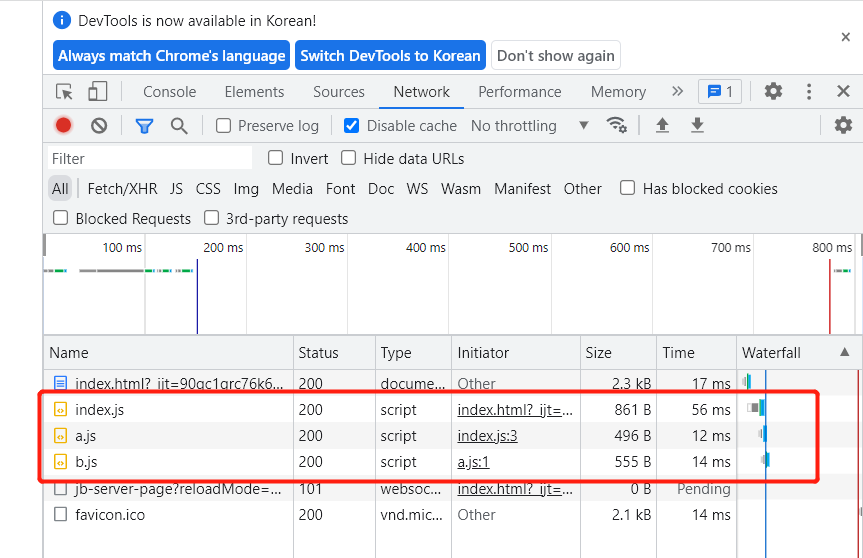 DevTools is now available in Korean!
Always match Chrome's language Switch DevTools to Korean Don't show again
Console Elements Sources Network Performance Memory 1
Preserve log Disable cache No throttling
Filter Invert Hide data URLs
All Fetch/XHR JS CSS Img Media Font Doc WS Wasm Manifest Other Has blocked cookies
Blocked Requests 3rd-party requests
100 ms 200 ms 300 ms 400 ms 500 ms 600 ms 700 ms 800 ms
Name Status Type Initiator Size Time Waterfall
index.html?_ijt=90qc1grc76k6... 200 docume... Other 2.3 kB 17 ms
index.js 200 script index.html?_ijt=... 861 B 56 ms
a.js 200 script index.js:3 496 B 12 ms
b.js 200 script a.js:1 555 B 14 ms
jb-server-page?reloadMode=... 101 websoc... index.html?_ijt=... 0 B Pending
favicon.ico 200 vnd.mic... Other 2.1 kB 14 ms